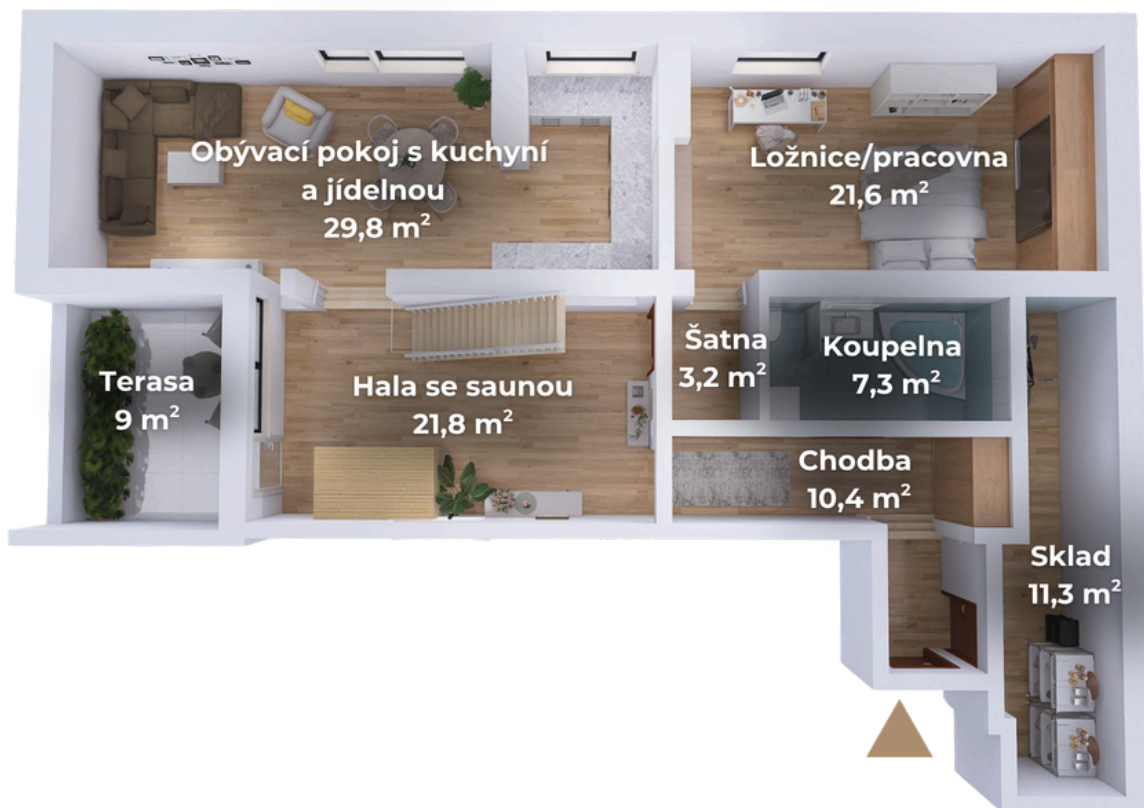 Obývací pokoj s kuchyní
a jídelnou
29,8 m²
Ložnice/pracovna
21,6 m²
Terasa
9 m²
Hala se saunou
21,8 m²
Šatna
3,2 m²
Koupelna
7,3 m²
Chodba
10,4 m²
Sklad
11,3 m²